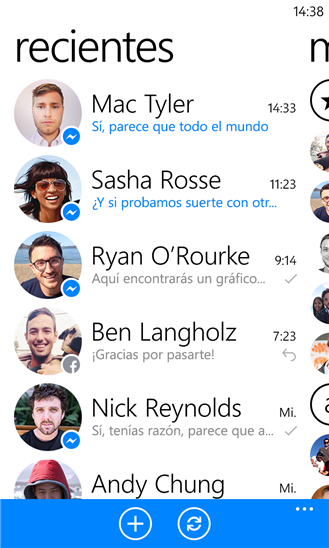 14:38
recientes
Mac Tyler 14:33
Sí, parece que todo el mundo
Sasha Rosse 11:23
¿Y si probamos suerte con otr...
Ryan O'Rourke 9:14
Aquí encontrarás un gráfico...
Ben Langholz 7:23
¡Gracias por pasarte!
Nick Reynolds Mi.
Sí, tenías razón, parece que a...
Andy Chung Mi.